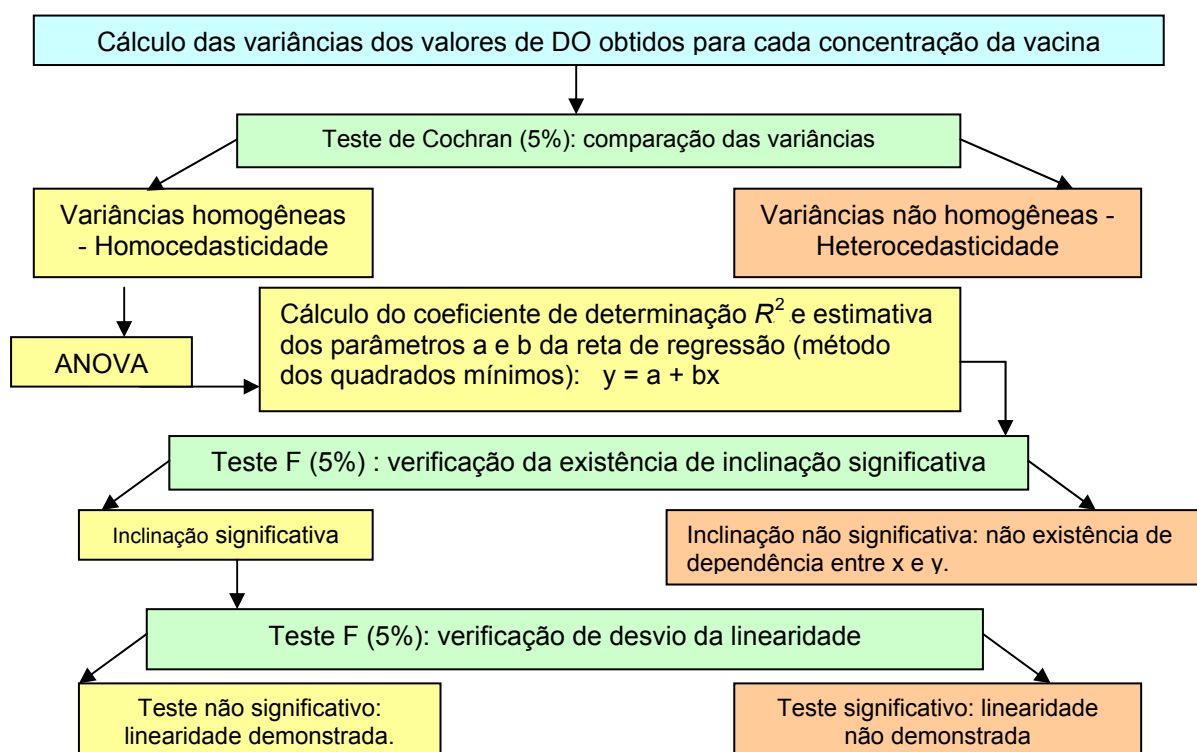 Cálculo das variâncias dos valores de DO obtidos para cada concentração da vacina
Teste de Cochran (5%): comparação das variâncias
Variâncias homogêneas
- Homocedasticidade
Variâncias não homogêneas -
Heterocedasticidade
ANOVA
Cálculo do coeficiente de determinação R² e estimativa
dos parâmetros a e b da reta de regressão (método
dos quadrados mínimos): y = a + bx
Teste F (5%) : verificação da existência de inclinação significativa
Inclinação significativa
Inclinação não significativa: não existência de
dependência entre x e y.
Teste F (5%): verificação de desvio da linearidade
Teste não significativo:
linearidade demonstrada.
Teste significativo: linearidade
não demonstrada